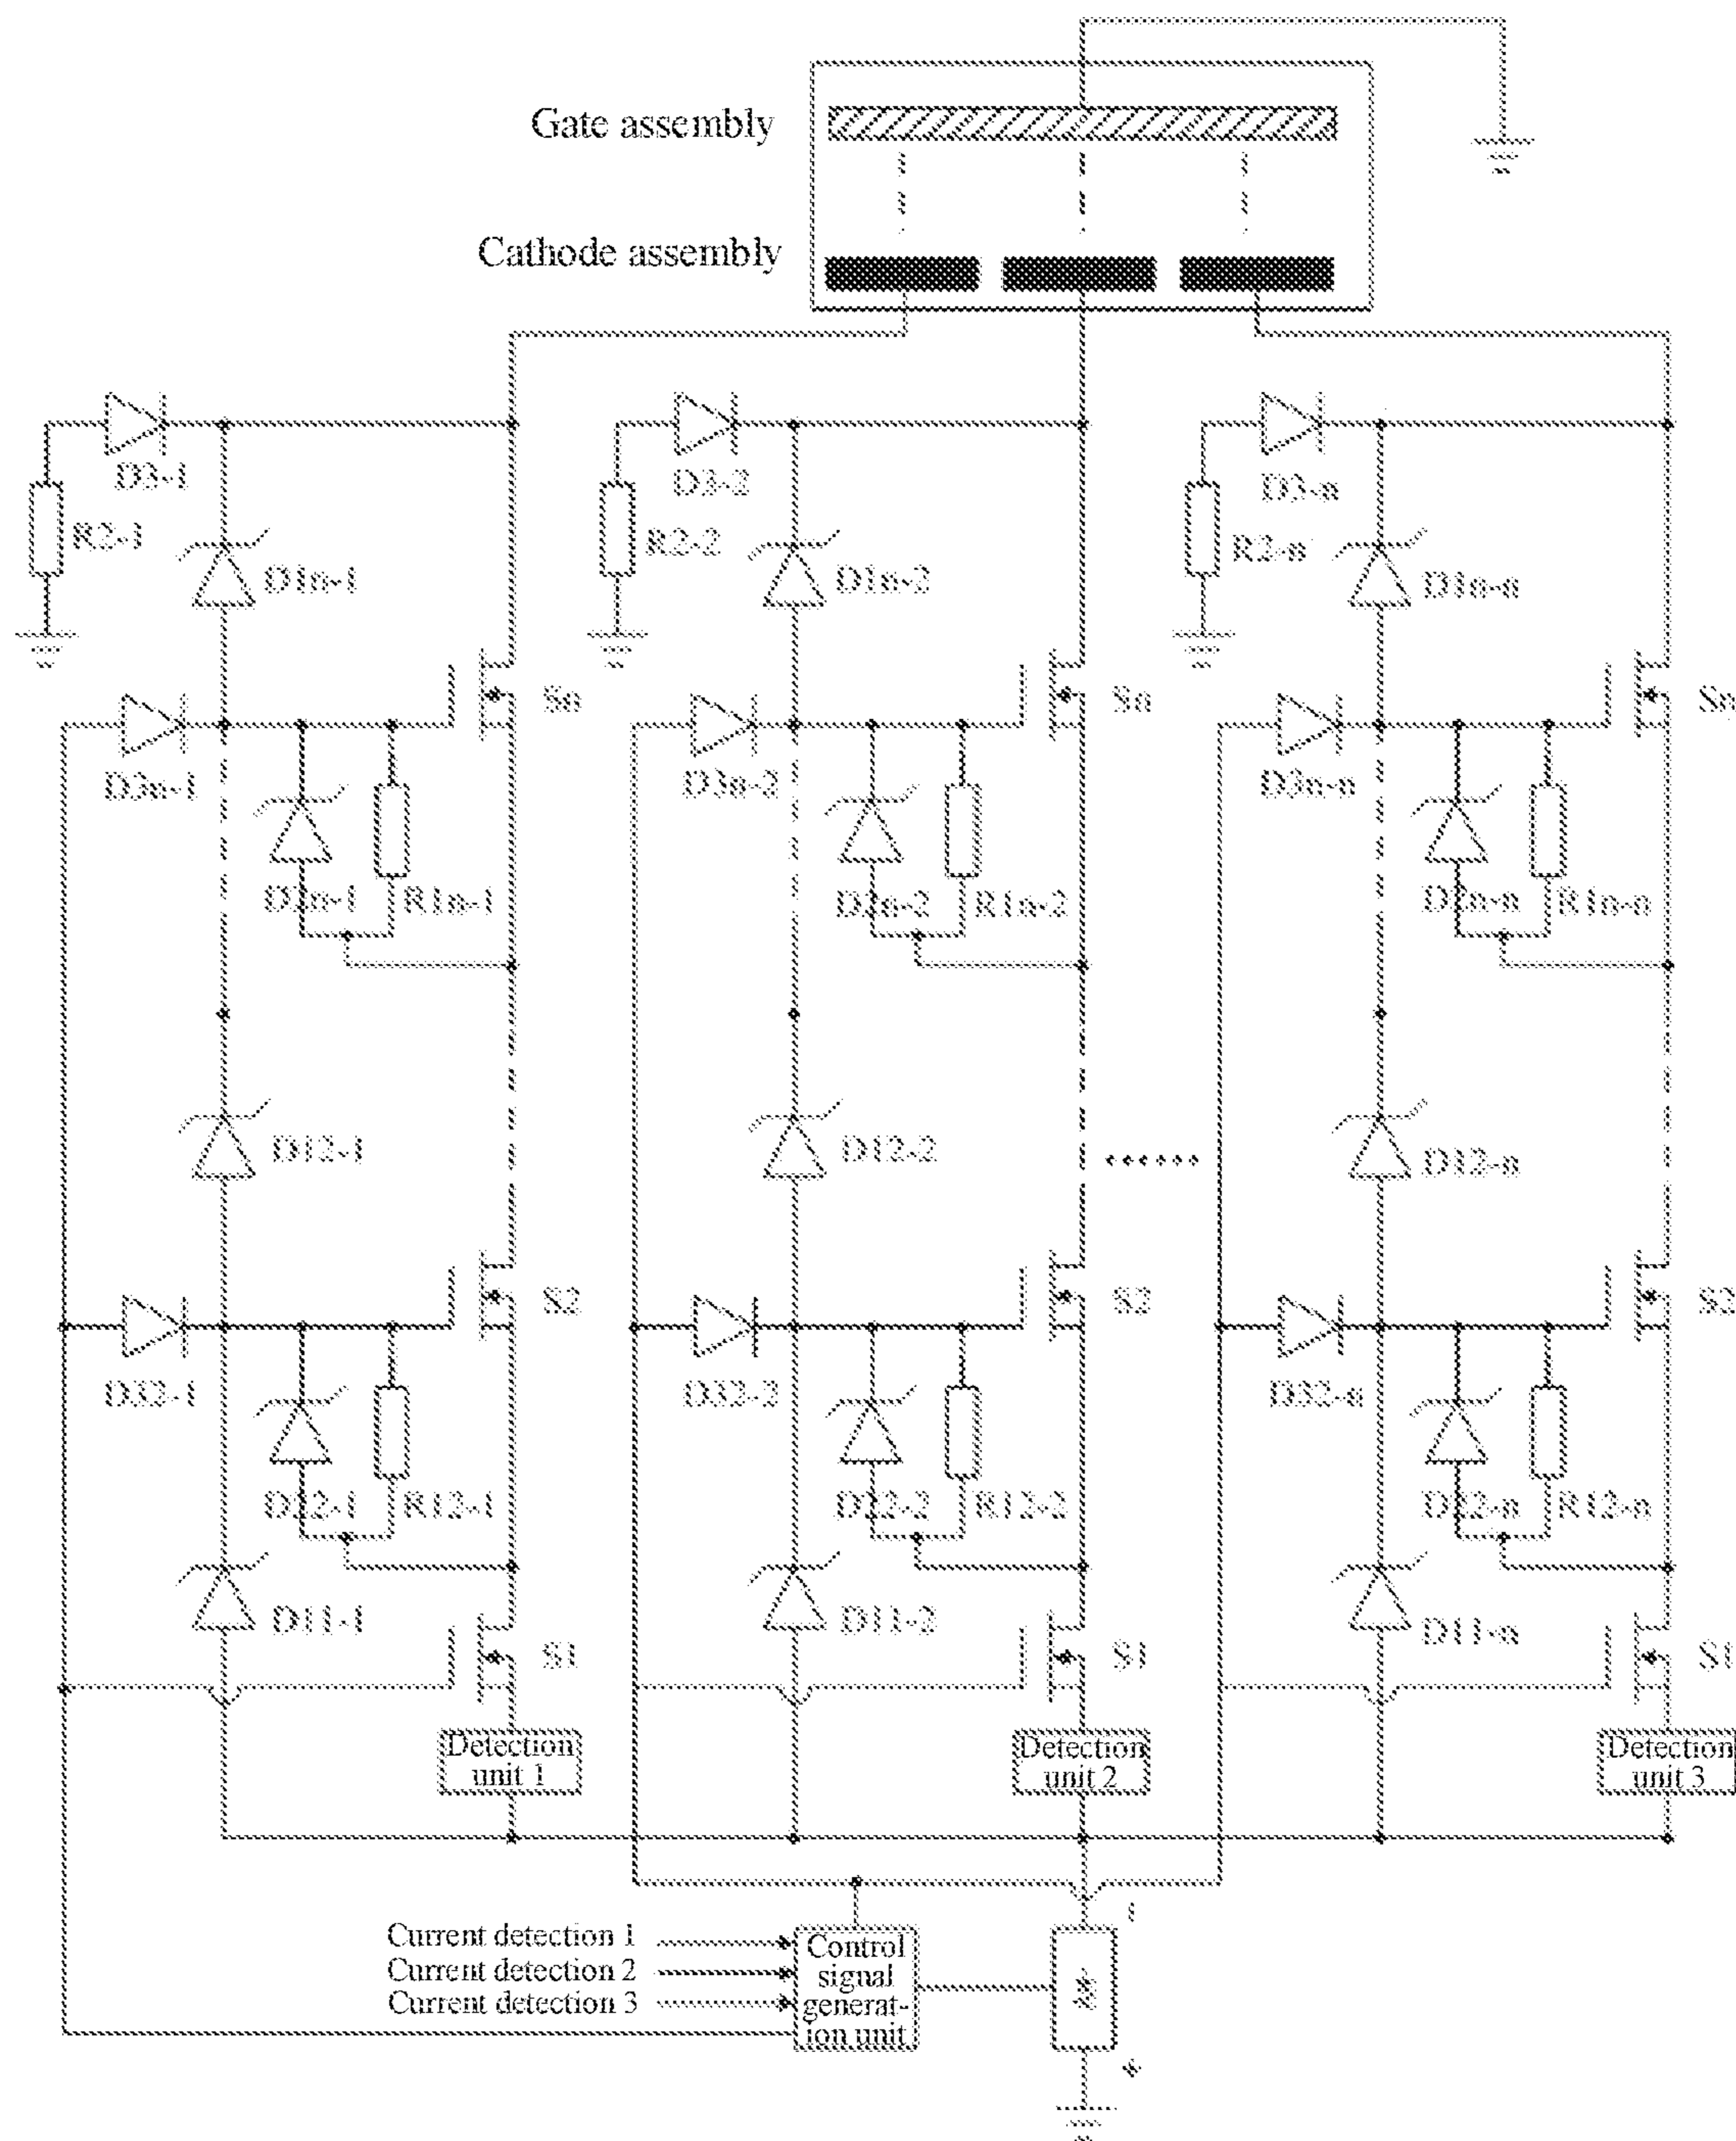 Gate assembly
Cathode assembly
D3-1
D3-2
D3-n
R2-1
R2-2
R2-n
D1n-1
D1n-2
D1n-n
Sn
Sn
Sn
D3n-1
D3n-2
D3n-n
D2n-1
R1n-1
D2n-2
R1n-2
D2n-n
R1n-n
D12-1
D12-2
......
D12-n
S2
S2
S2
D32-1
D32-2
D32-n
D22-1
R12-1
D22-2
R12-2
D22-n
R12-n
D11-1
D11-2
D11-n
S1
S1
S1
Detection
unit 1
Detection
unit 2
Detection
unit 3
Current detection 1
Current detection 2
Current detection 3
Control
signal
generat-
ion unit
+